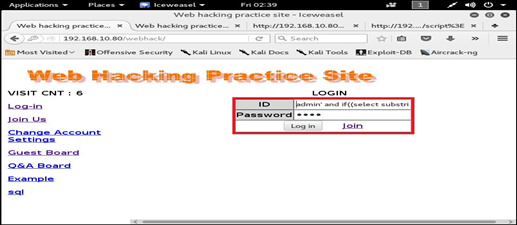 Applications Places Iceweasel Fri 02:39 1
Web hacking practice site - Iceweasel
Web hacking practice... Web hacking practice... http://192....10.80/ http://192..../script%E...
192.168.10.80/webhack/ Search
Most Visited Offensive Security Kali Linux Kali Docs Kali Tools Exploit-DB Aircrack-ng
Web Hacking Practice Site
VISIT CNT : 6
LOGIN
Log-in
ID admin' and if((select substri
Join Us
Password ••••
Change Account
Log in Join
Settings
Guest Board
Q&A Board
Example
sql